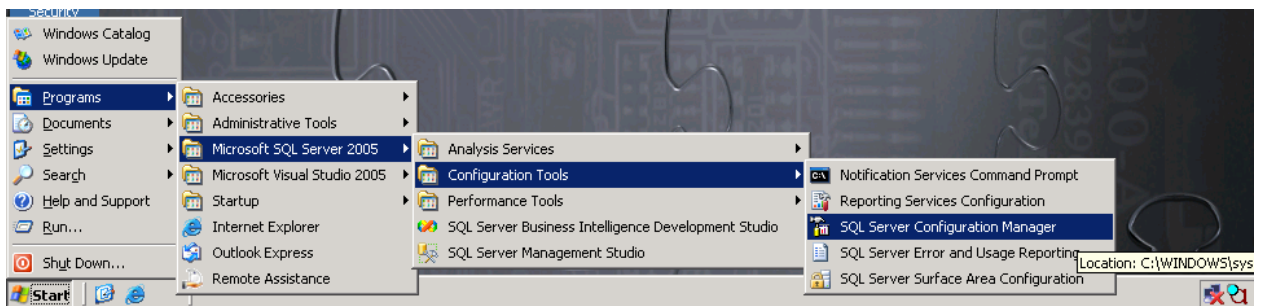 Security
Windows Catalog
Windows Update
Programs
Documents
Settings
Search
Help and Support
Run...
Shut Down...
Start
Accessories
Administrative Tools
Microsoft SQL Server 2005
Microsoft Visual Studio 2005
Startup
Internet Explorer
Outlook Express
Remote Assistance
Analysis Services
Configuration Tools
Performance Tools
SQL Server Business Intelligence Development Studio
SQL Server Management Studio
Notification Services Command Prompt
Reporting Services Configuration
SQL Server Configuration Manager
SQL Server Error and Usage Reporting
SQL Server Surface Area Configuration
Location: C:\WINDOWS\sys